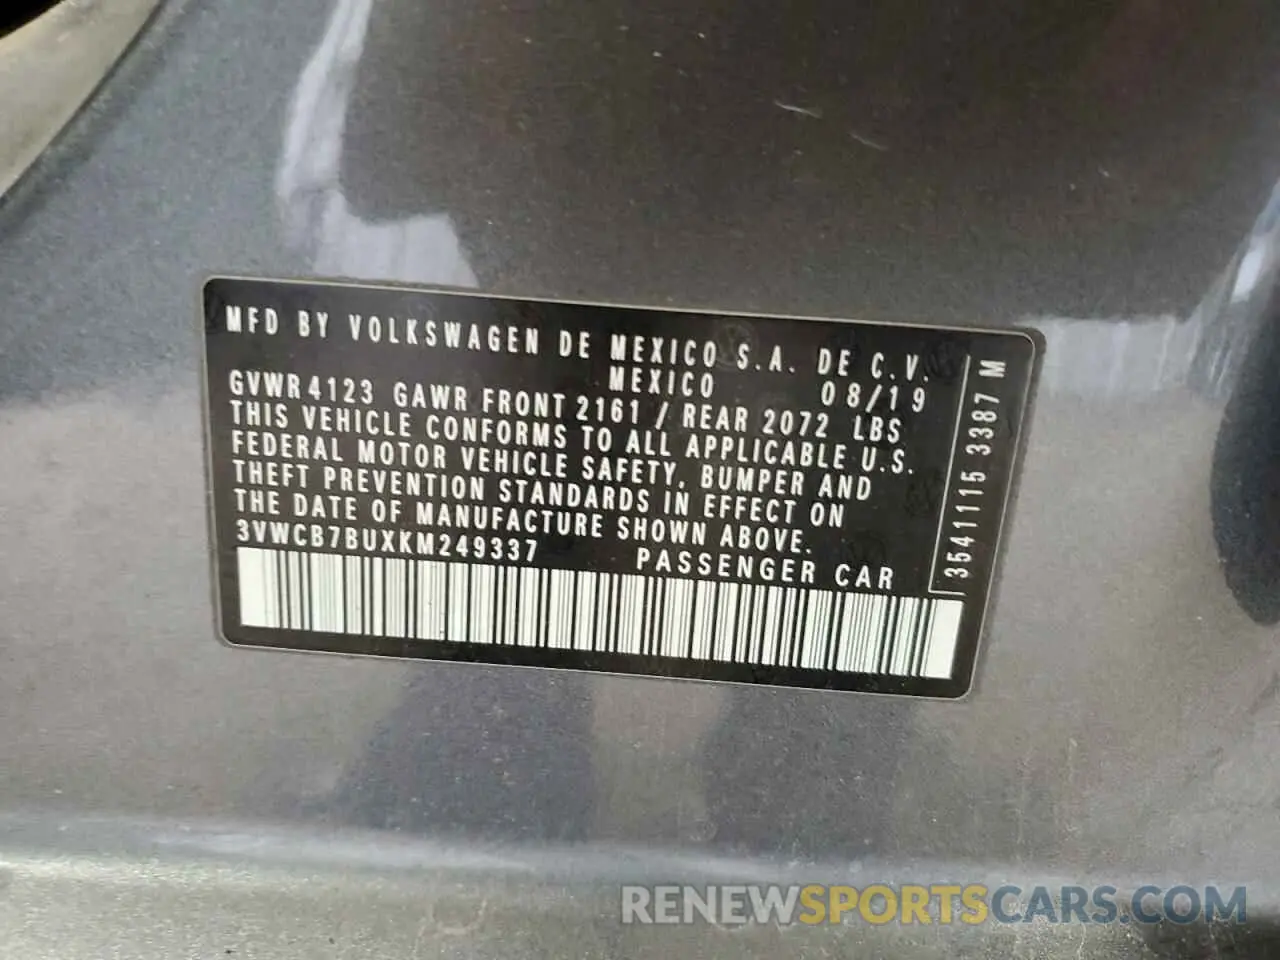 MFD BY VOLKSWAGEN DE MEXICO S.A. DE C.V.
MEXICO 08/19
GVWR 4123 GAWR FRONT 2161 / REAR 2072 LBS
THIS VEHICLE CONFORMS TO ALL APPLICABLE U.S.
FEDERAL MOTOR VEHICLE SAFETY, BUMPER AND
THEFT PREVENTION STANDARDS IN EFFECT ON
THE DATE OF MANUFACTURE SHOWN ABOVE.
3VWCB7BUXKM249337 PASSENGER CAR
3541115 3387 M
RENEWSPORTSCARS.COM